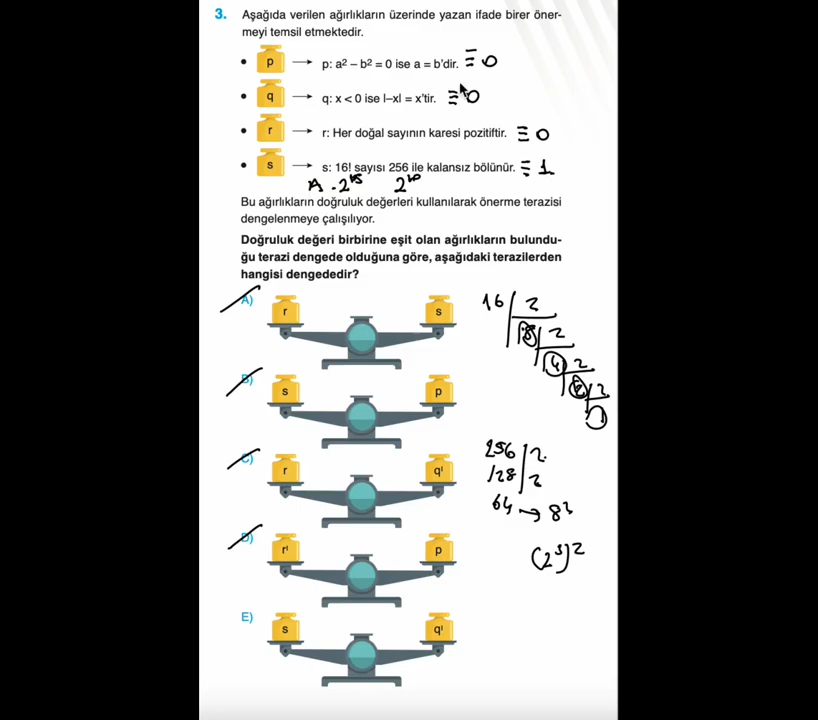 3. Aşağıda verilen ağırlıkların üzerinde yazan ifade birer öner-
meyi temsil etmektedir.
• p → p: a² – b² = 0 ise a = b'dir. ≡ 0
• q → q: x < 0 ise |–x| = x'tir. ≡ 0
• r → r: Her doğal sayının karesi pozitiftir. ≡ 0
• s → s: 16! sayısı 256 ile kalansız bölünür. ≡ 1
Bu ağırlıkların doğruluk değerleri kullanılarak önerme terazisi
dengelenmeye çalışılıyor.
Doğruluk değeri birbirine eşit olan ağırlıkların bulundu-
ğu terazi dengede olduğuna göre, aşağıdaki terazilerden
hangisi dengededir?
A) r s
B) s p
C) r qı
D) rı p
E) s qı
16 | 2
8 | 2
4 | 2
2 | 2
1
256 | 2
128 | 2
64 → 8²
(2³)²